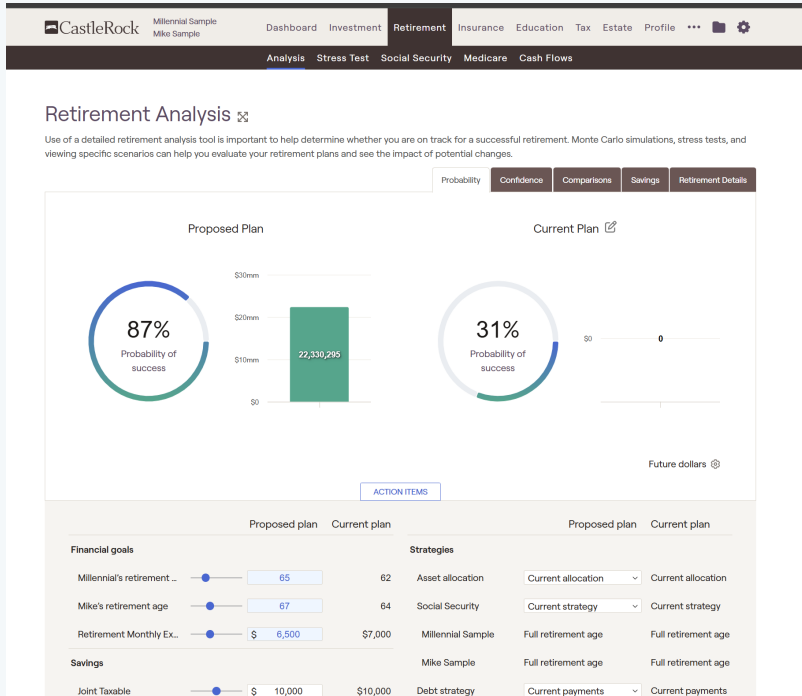 CastleRock
Millennial Sample
Mike Sample
Dashboard Investment Retirement Insurance Education Tax Estate Profile •••
Analysis Stress Test Social Security Medicare Cash Flows
Retirement Analysis
Use of a detailed retirement analysis tool is important to help determine whether you are on track for a successful retirement. Monte Carlo simulations, stress tests, and
viewing specific scenarios can help you evaluate your retirement plans and see the impact of potential changes.
Probability Confidence Comparisons Savings Retirement Details
Proposed Plan
87%
Probability of
success
$30mm
$20mm
$10mm
$0
22,330,295
Current Plan
31%
Probability of
success
$0
0
Future dollars
ACTION ITEMS
Proposed plan Current plan
Financial goals
Millennial's retirement ... 65 62
Mike's retirement age 67 64
Retirement Monthly Ex... $ 6,500 $7,000
Savings
Joint Taxable $ 10,000 $10,000
Proposed plan Current plan
Strategies
Asset allocation Current allocation Current allocation
Social Security Current strategy Current strategy
Millennial Sample Full retirement age Full retirement age
Mike Sample Full retirement age Full retirement age
Debt strategy Current payments Current payments